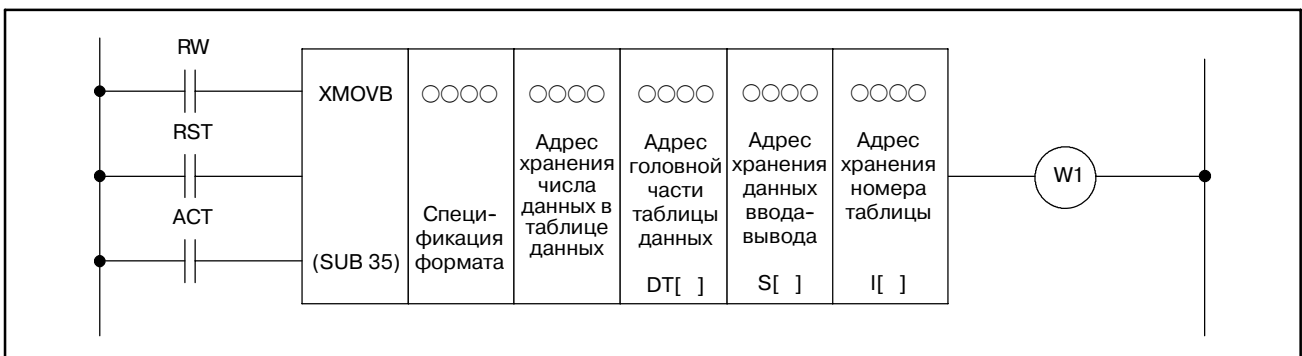 RW
RST
ACT
XMOVB
(SUB 35)
○○○○
Специ-
фикация
формата
○○○○
Адрес
хранения
числа
данных в
таблице
данных
○○○○
Адрес
головной
части
таблицы
данных
DT[ ]
○○○○
Адрес
хранения
данных
ввода-
вывода
S[ ]
○○○○
Адрес
хранения
номера
таблицы
I[ ]
W1